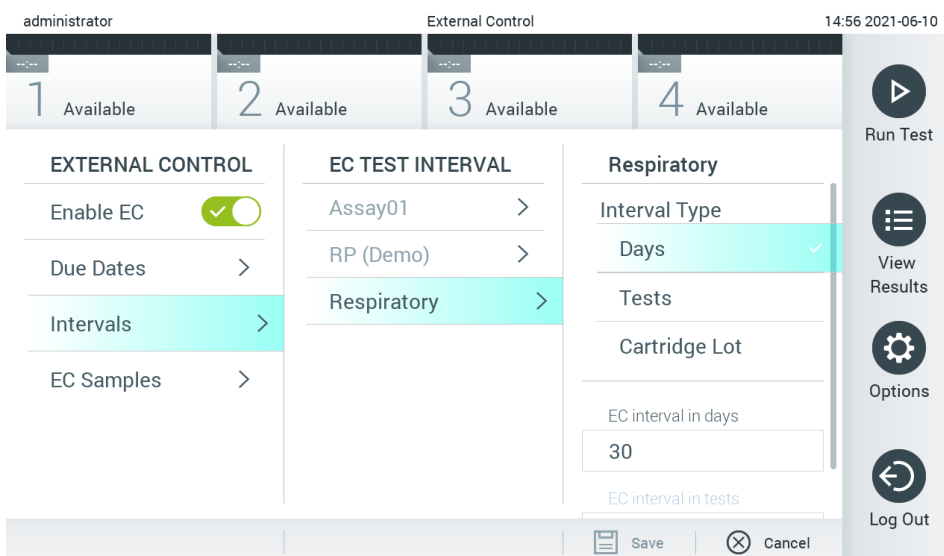 administrator External Control 14:56 2021-06-10
--:-- --:-- --:-- --:--
1 Available 2 Available 3 Available 4 Available
Run Test
EXTERNAL CONTROL
Enable EC
Due Dates
Intervals
EC Samples
EC TEST INTERVAL
Assay01
RP (Demo)
Respiratory
Respiratory
Interval Type
Days
Tests
Cartridge Lot
EC interval in days
30
EC interval in tests
View
Results
Options
Log Out
Save Cancel